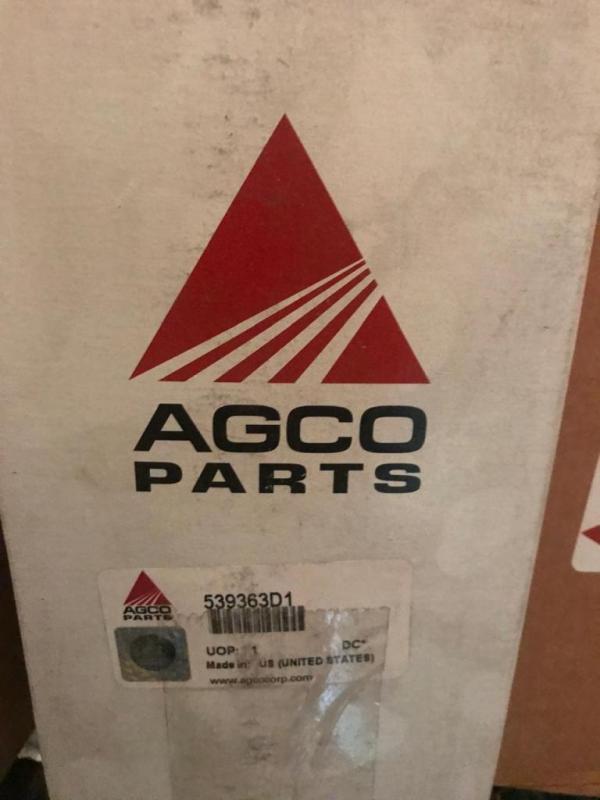 AGCO
PARTS
AGCO
PARTS
539363D1
UOP: 1 DC*
Made in: US (UNITED STATES)
www.agcocorp.com